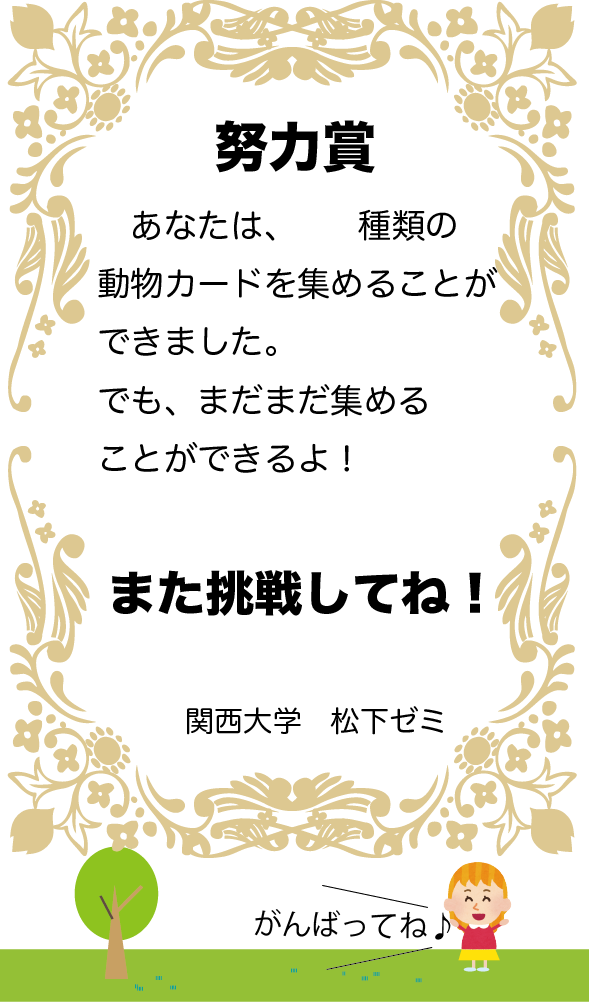 努力賞
あなたは、　　種類の
動物カードを集めることが
できました。
でも、まだまだ集める
ことができるよ！
また挑戦してね！
関西大学　松下ゼミ
がんばってね♪